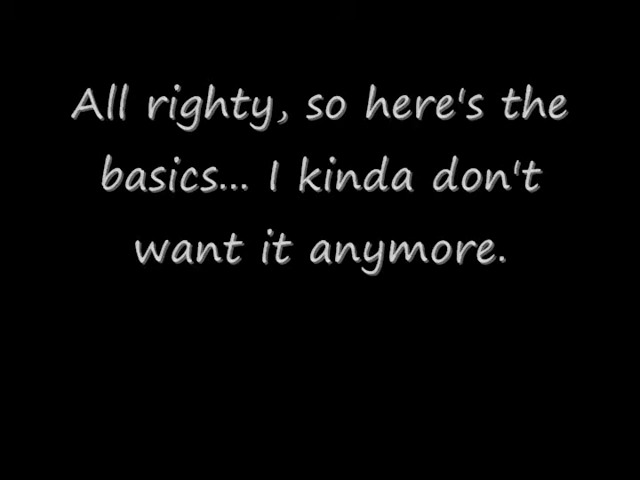 All righty, so here's the
basics... I kinda don't
want it anymore.